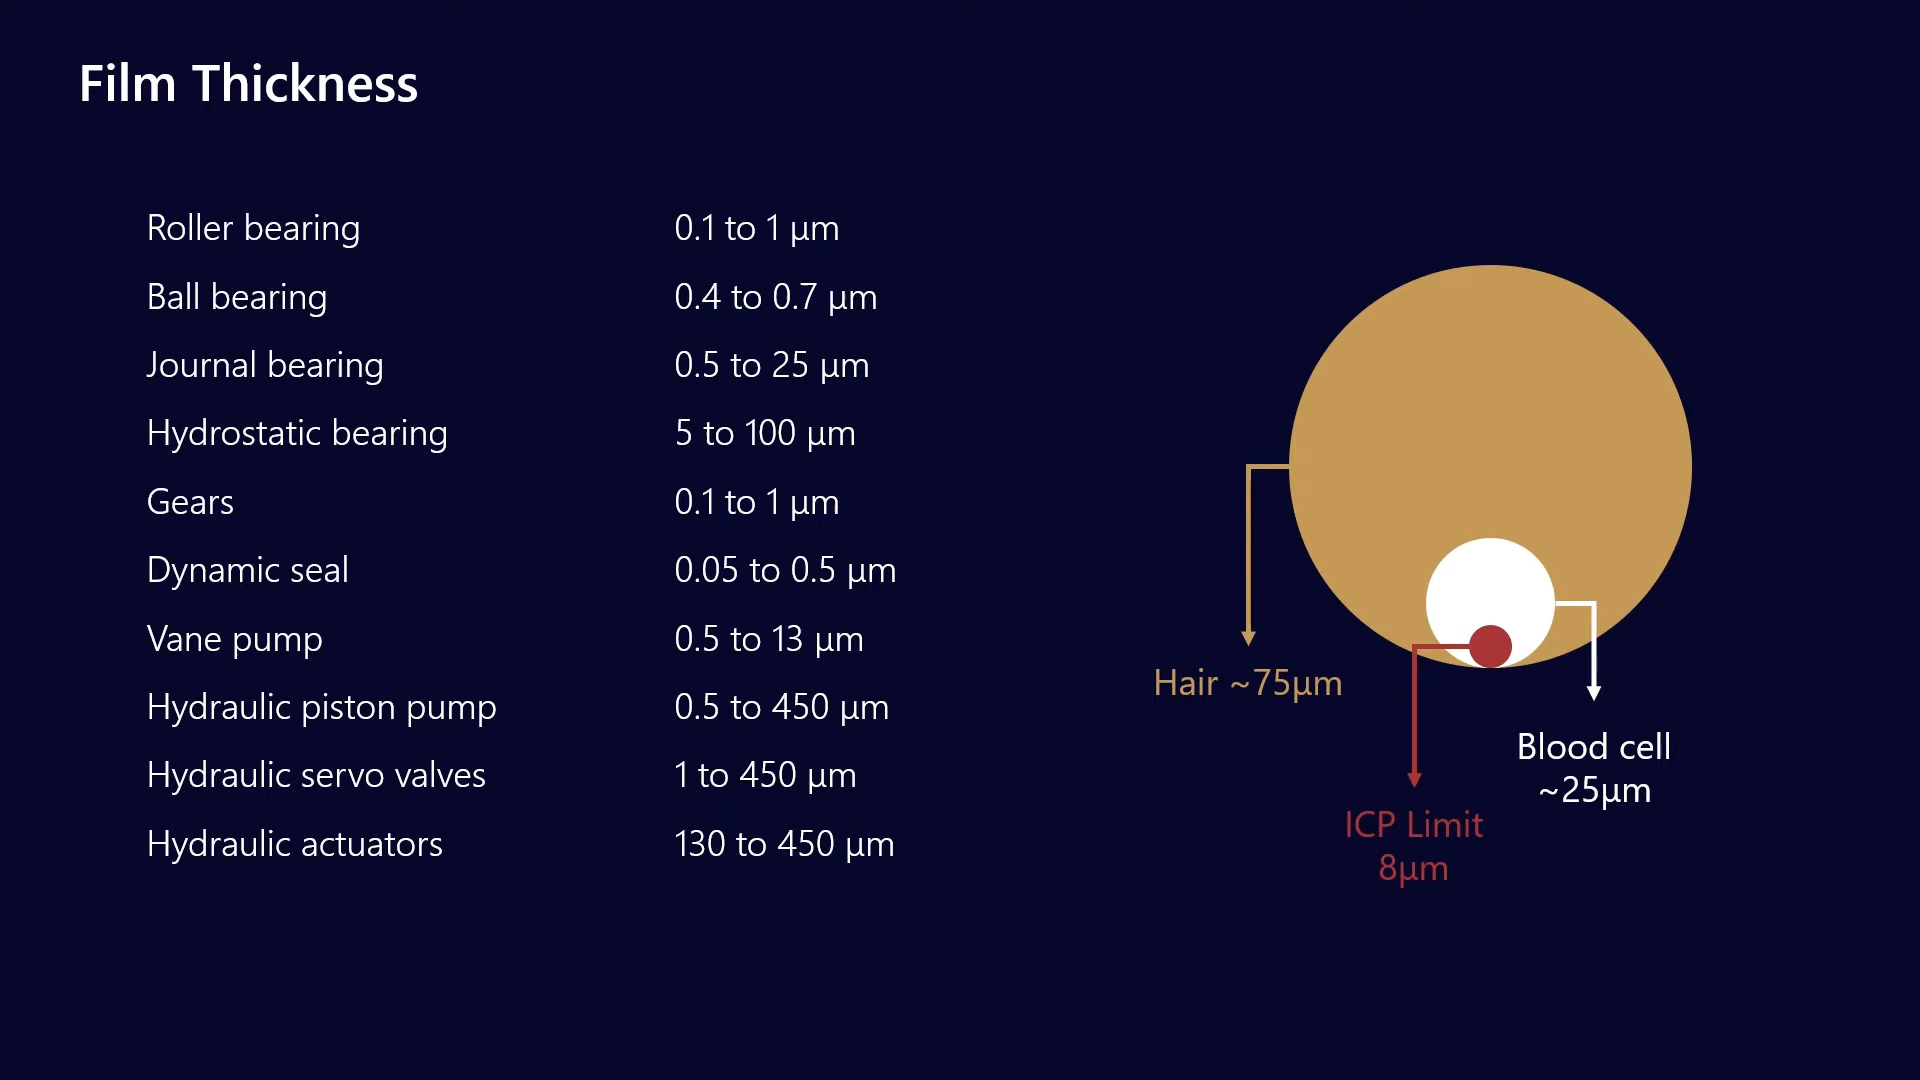 Film Thickness
Roller bearing 0.1 to 1 µm
Ball bearing 0.4 to 0.7 µm
Journal bearing 0.5 to 25 µm
Hydrostatic bearing 5 to 100 µm
Gears 0.1 to 1 µm
Dynamic seal 0.05 to 0.5 µm
Vane pump 0.5 to 13 µm
Hydraulic piston pump 0.5 to 450 µm
Hydraulic servo valves 1 to 450 µm
Hydraulic actuators 130 to 450 µm
Hair ~75µm
Blood cell
~25µm
ICP Limit
8µm